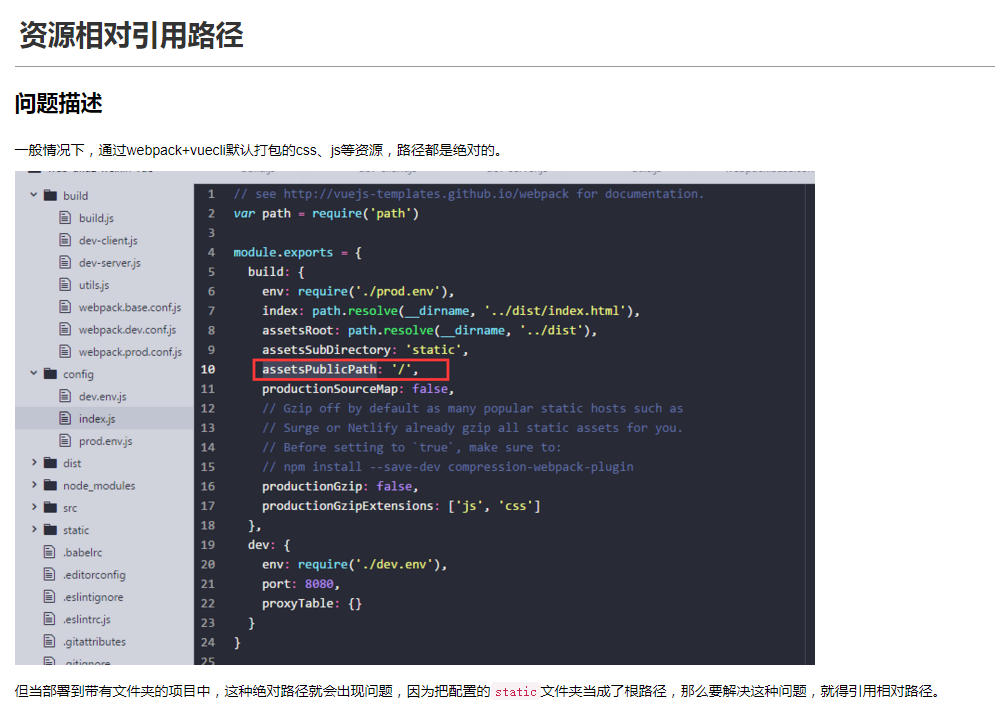 资源相对引用路径
问题描述
一般情况下，通过webpack+vuecli默认打包的css、js等资源，路径都是绝对的。
build
build.js
dev-client.js
dev-server.js
utils.js
webpack.base.conf.js
webpack.dev.conf.js
webpack.prod.conf.js
config
dev.env.js
index.js
prod.env.js
dist
node_modules
src
static
.babelrc
.editorconfig
.eslintignore
.eslintrc.js
.gitattributes
.gitignore
1 // see http://vuejs-templates.github.io/webpack for documentation.
2 var path = require('path')
3
4 module.exports = {
5 build: {
6 env: require('./prod.env'),
7 index: path.resolve(__dirname, '../dist/index.html'),
8 assetsRoot: path.resolve(__dirname, '../dist'),
9 assetsSubDirectory: 'static',
10 assetsPublicPath: '/',
11 productionSourceMap: false,
12 // Gzip off by default as many popular static hosts such as
13 // Surge or Netlify already gzip all static assets for you.
14 // Before setting to `true`, make sure to:
15 // npm install --save-dev compression-webpack-plugin
16 productionGzip: false,
17 productionGzipExtensions: ['js', 'css']
18 },
19 dev: {
20 env: require('./dev.env'),
21 port: 8080,
22 proxyTable: {}
23 }
24 }
25
但当部署到带有文件夹的项目中，这种绝对路径就会出现问题，因为把配置的 static 文件夹当成了根路径，那么要解决这种问题，就得引用相对路径。